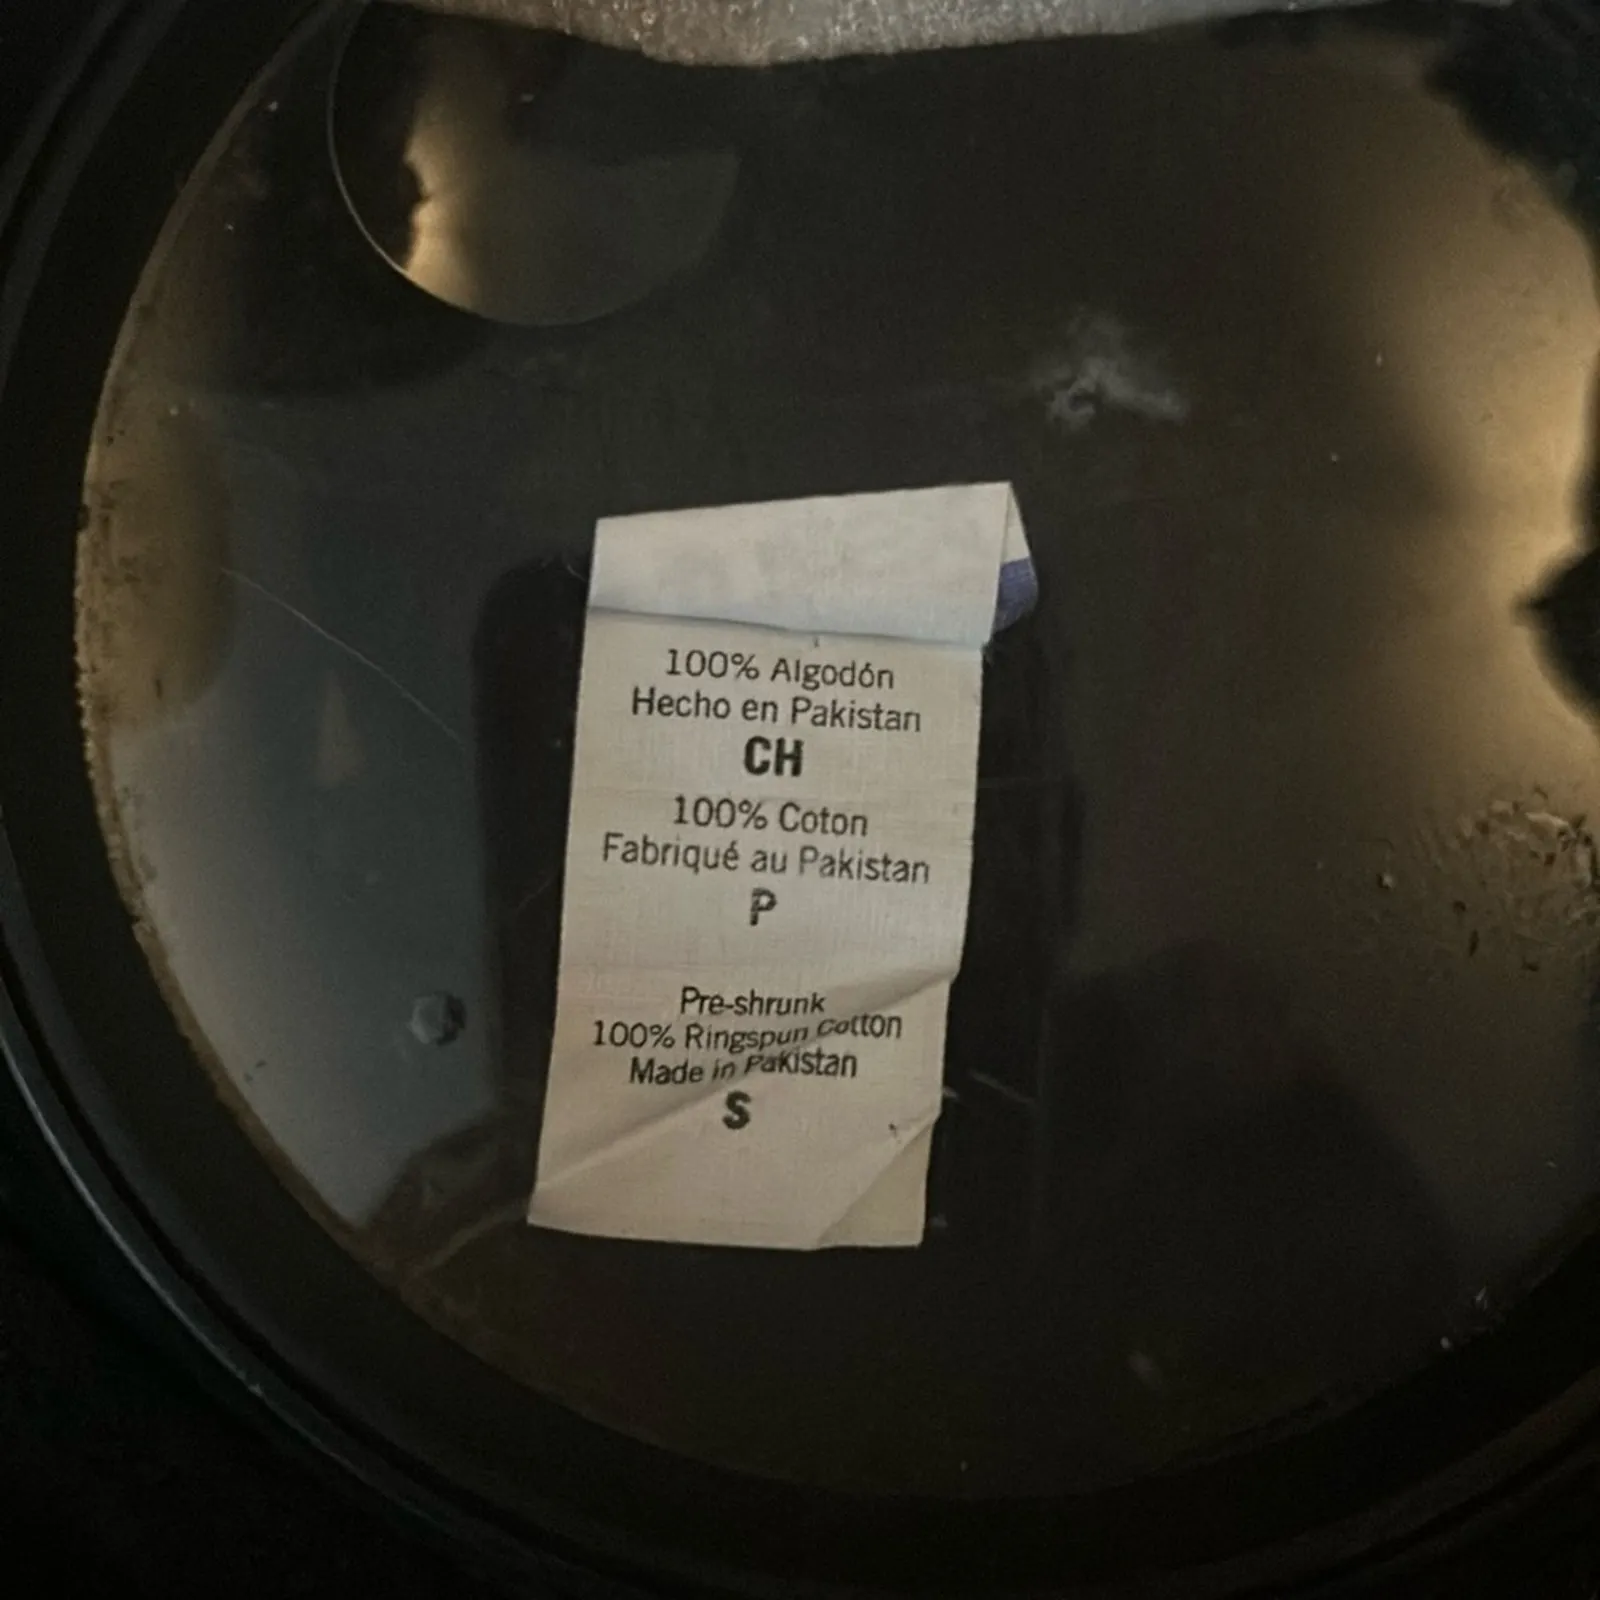 100% Algodón
Hecho en Pakistan
CH
100% Coton
Fabriqué au Pakistan
P
Pre-shrunk
100% Ringspun Cotton
Made in Pakistan
S